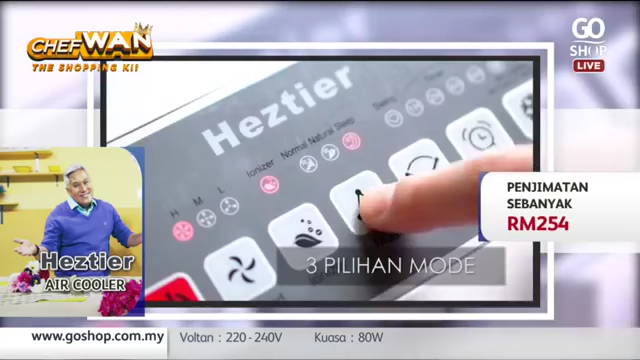 CHEF WAN
THE SHOPPING K!!
GO
SHOP
LIVE
Heztier
H M L
Ionizer
Normal Natural Sleep
Swing
Timer
3 PILIHAN MODE
PENJIMATAN
SEBANYAK
RM254
Heztier
AIR COOLER
www.goshop.com.my
Voltan : 220-240V
Kuasa : 80W